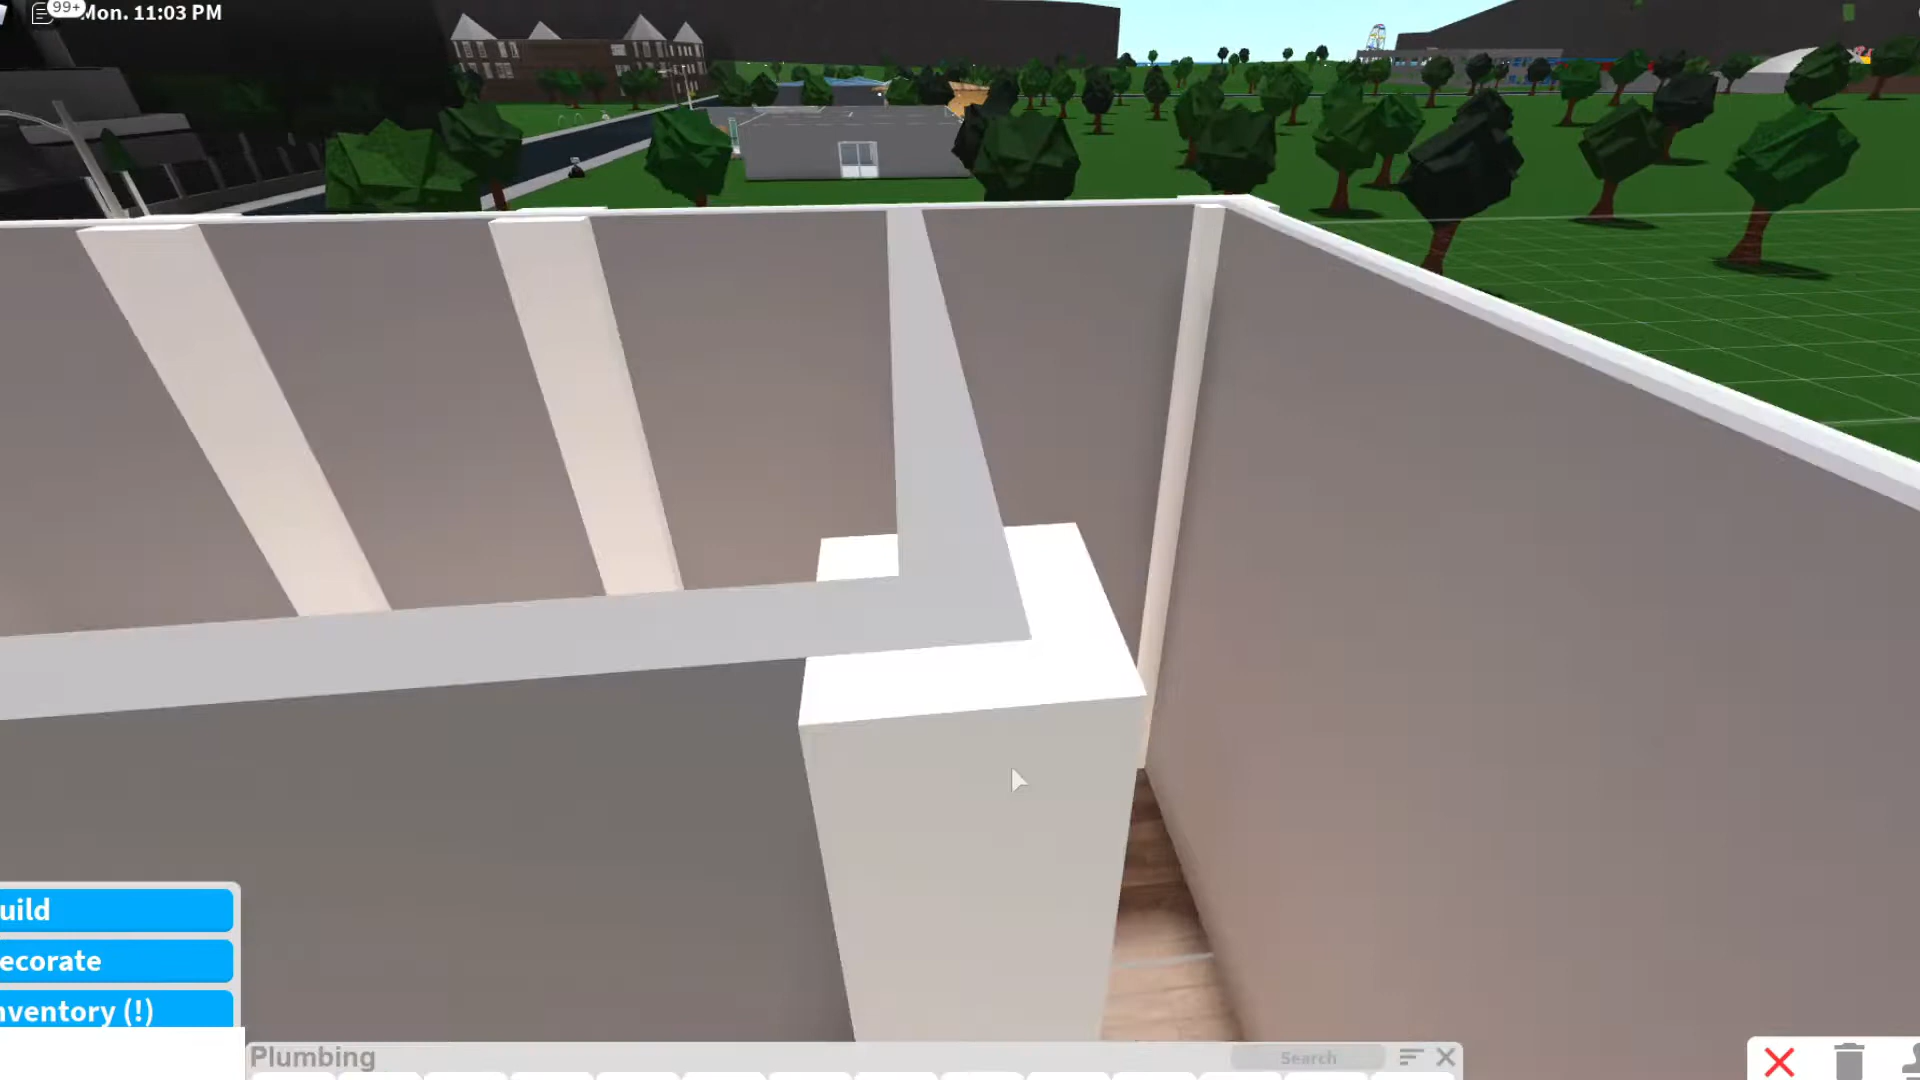 99+
Mon. 11:03 PM
uild
ecorate
nventory (!)
Plumbing
Search